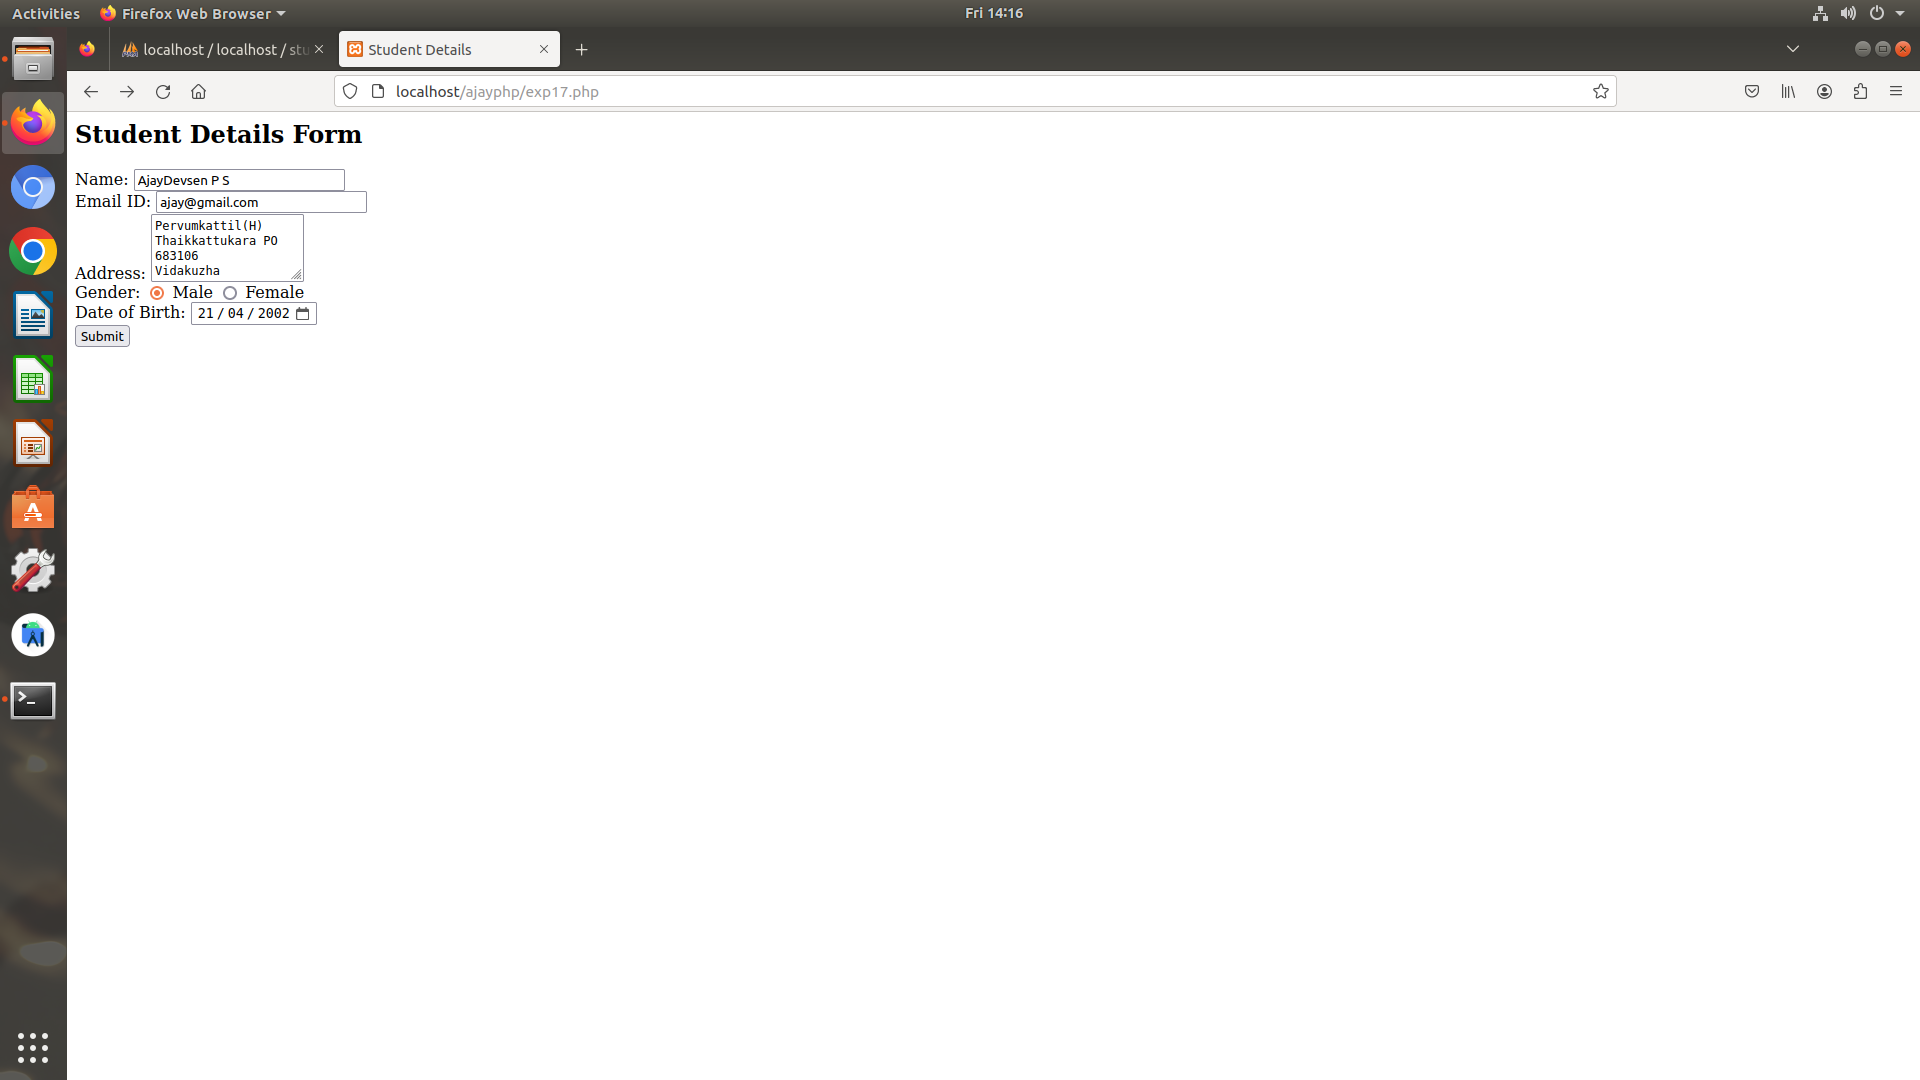 Activities
Firefox Web Browser
Fri 14:16
localhost / localhost / stu
Student Details
localhost/ajayphp/exp17.php
Student Details Form
Name: AjayDevsen P S
Email ID: ajay@gmail.com
Pervumkattil(H)
Thaikkattukara PO
683106
Vidakuzha
Address:
Gender: Male Female
Date of Birth: 21/04/2002
Submit